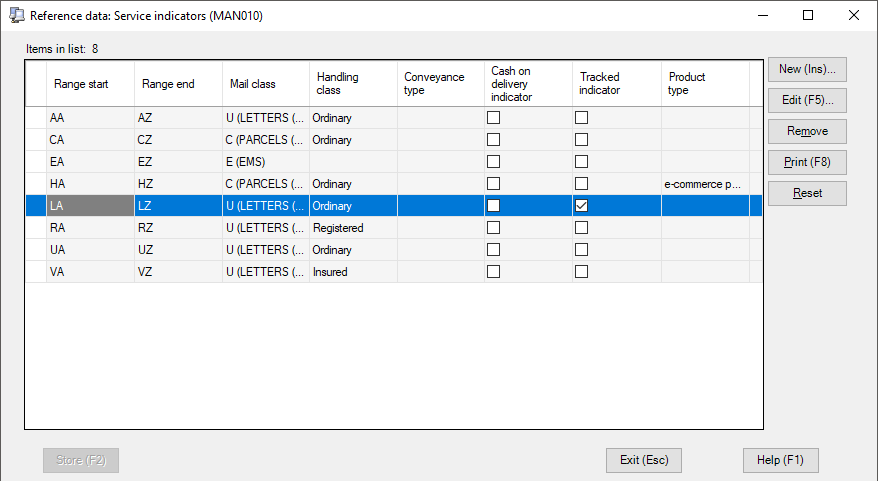 Reference data: Service indicators (MAN010)
Items in list: 8
Range start Range end Mail class Handling class Conveyance type Cash on delivery indicator Tracked indicator Product type
AA AZ U (LETTERS (... Ordinary
CA CZ C (PARCELS (... Ordinary
EA EZ E (EMS)
HA HZ C (PARCELS (... Ordinary e-commerce p...
LA LZ U (LETTERS (... Ordinary
RA RZ U (LETTERS (... Registered
UA UZ U (LETTERS (... Ordinary
VA VZ U (LETTERS (... Insured
New (Ins)...
Edit (F5)...
Remove
Print (F8)
Reset
Store (F2) Exit (Esc) Help (F1)